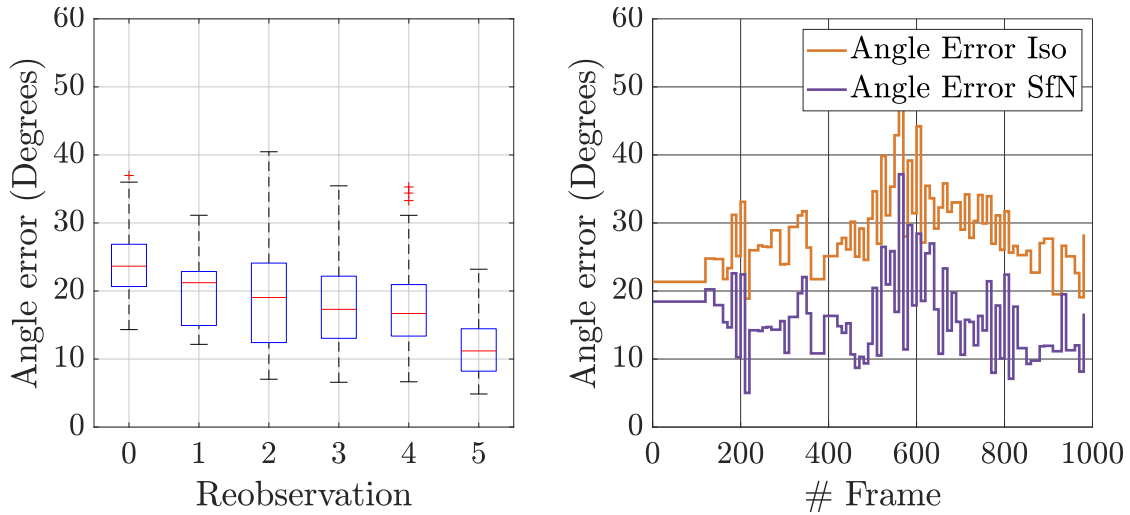 60
50
40
30
20
10
0
Angle error (Degrees)
0 1 2 3 4 5
Reobservation
60
50
40
30
20
10
0
Angle error (Degrees)
Angle Error Iso
Angle Error SfN
0 200 400 600 800 1000
# Frame